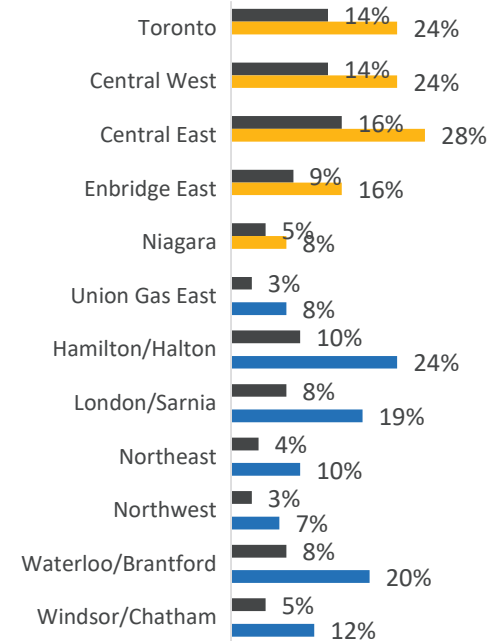 Toronto 14% 24%
Central West 14% 24%
Central East 16% 28%
Enbridge East 9% 16%
Niagara 5% 8%
Union Gas East 3% 8%
Hamilton/Halton 10% 24%
London/Sarnia 8% 19%
Northeast 4% 10%
Northwest 3% 7%
Waterloo/Brantford 8% 20%
Windsor/Chatham 5% 12%